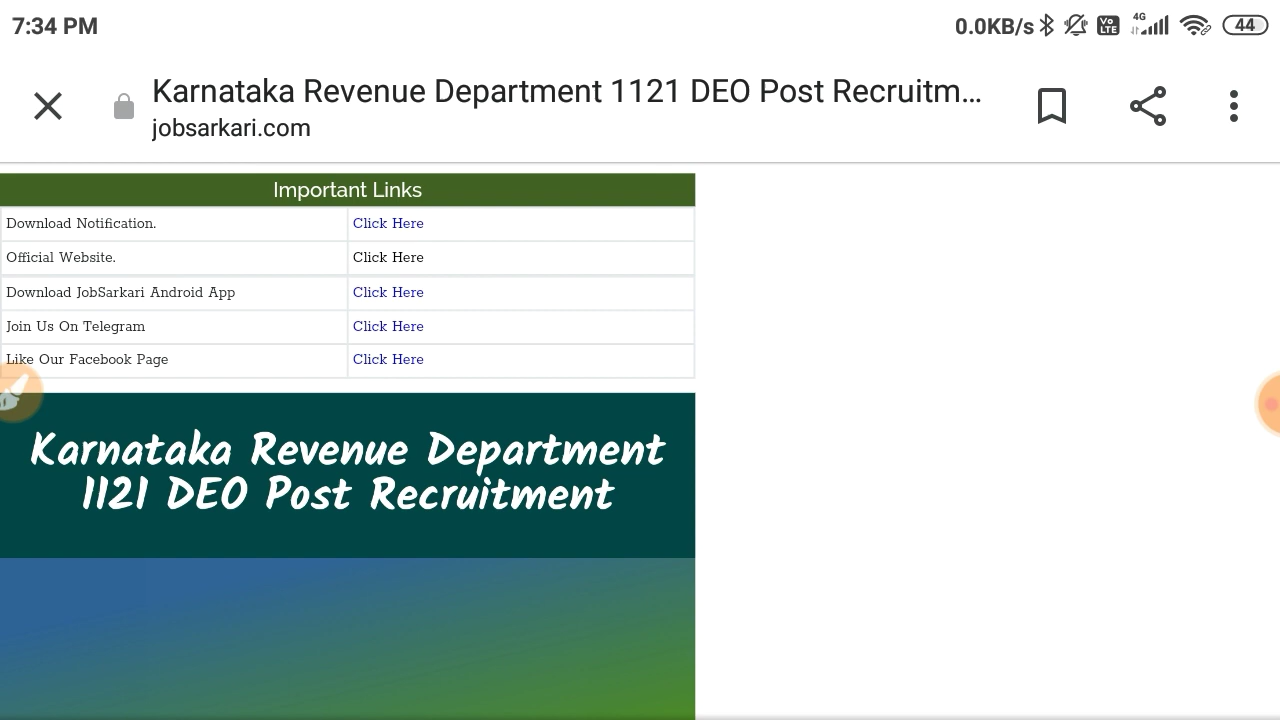 7:34 PM 0.0KB/s Vo LTE 4G 44
Karnataka Revenue Department 1121 DEO Post Recruitm...
jobsarkari.com
Important Links
Download Notification. Click Here
Official Website. Click Here
Download JobSarkari Android App Click Here
Join Us On Telegram Click Here
Like Our Facebook Page Click Here
Karnataka Revenue Department
1121 DEO Post Recruitment